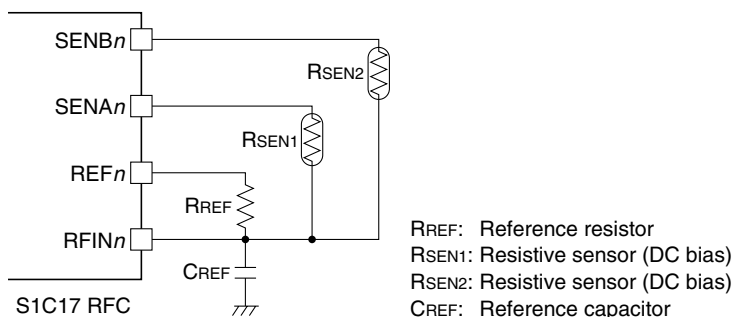 SENBn
RSEN2
SENAn
RSEN1
REFn
RREF
RFINn
CREF
S1C17 RFC
RREF: Reference resistor
RSEN1: Resistive sensor (DC bias)
RSEN2: Resistive sensor (DC bias)
CREF: Reference capacitor